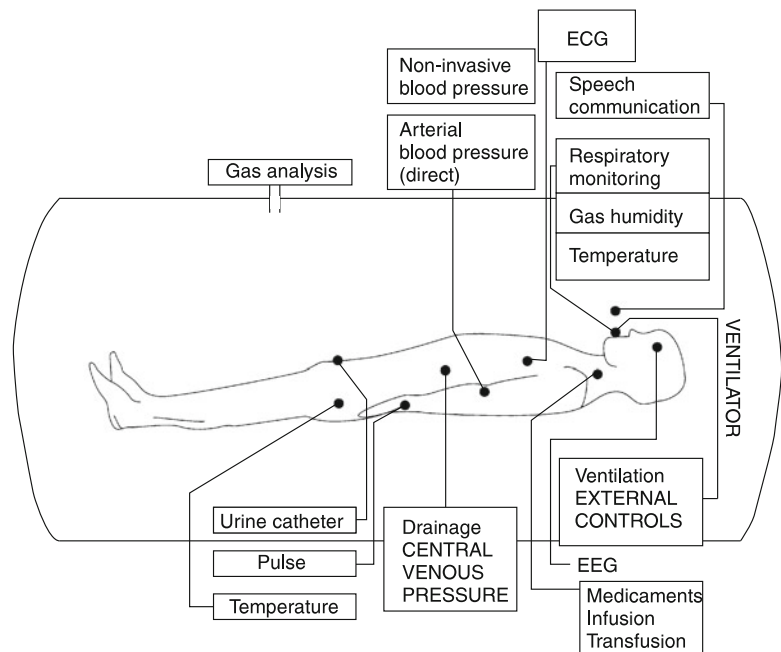 ECG
Non-invasive
blood pressure
Speech
communication
Arterial
blood pressure
(direct)
Respiratory
monitoring
Gas analysis
Gas humidity
Temperature
VENTILATOR
Ventilation
EXTERNAL
CONTROLS
Urine catheter
Drainage
CENTRAL
VENOUS
PRESSURE
Pulse
EEG
Temperature
Medicaments
Infusion
Transfusion